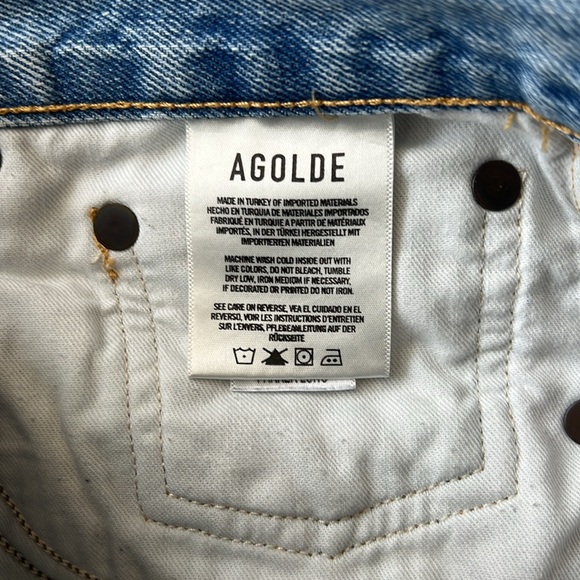 AGOLDE
MADE IN TURKEY OF IMPORTED MATERIALS
HECHO EN TURQUIA DE MATERIALES IMPORTADOS
FABRIQUÉ EN TURQUIE A PARTIR DE MATÉRIAUX
IMPORTÉS, IN DER TÜRKEI HERGESTELLT MIT
IMPORTIERTEN MATERIALIEN
MACHINE WASH COLD INSIDE OUT WITH
LIKE COLORS, DO NOT BLEACH, TUMBLE
DRY LOW, IRON MEDIUM IF NECESSARY.
IF DECORATED OR PRINTED DO NOT IRON.
SEE CARE ON REVERSE, VEA EL CUIDADO EN EL
REVERSO, VOIR LES INSTRUCTIONS D'ENTRETIEN
SUR L'ENVERS, PFLEGEANLEITUNG AUF DER
RÜCKSEITE